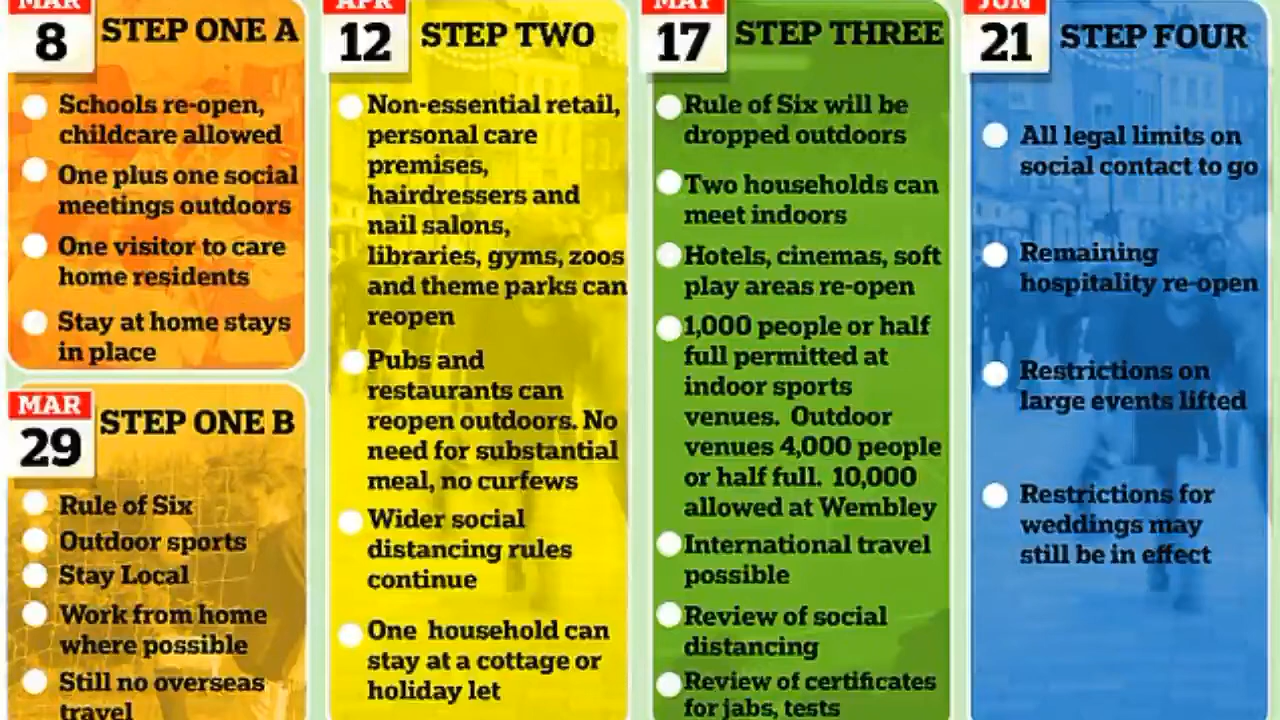 MAR
8
STEP ONE A
Schools re-open,
childcare allowed
One plus one social
meetings outdoors
One visitor to care
home residents
Stay at home stays
in place
MAR
29
STEP ONE B
Rule of Six
Outdoor sports
Stay Local
Work from home
where possible
Still no overseas
travel
APR
12
STEP TWO
Non-essential retail,
personal care
premises,
hairdressers and
nail salons,
libraries, gyms, zoos
and theme parks can
reopen
Pubs and
restaurants can
reopen outdoors. No
need for substantial
meal, no curfews
Wider social
distancing rules
continue
One household can
stay at a cottage or
holiday let
MAY
17
STEP THREE
Rule of Six will be
dropped outdoors
Two households can
meet indoors
Hotels, cinemas, soft
play areas re-open
1,000 people or half
full permitted at
indoor sports
venues. Outdoor
venues 4,000 people
or half full. 10,000
allowed at Wembley
International travel
possible
Review of social
distancing
Review of certificates
for jabs, tests
JUN
21
STEP FOUR
All legal limits on
social contact to go
Remaining
hospitality re-open
Restrictions on
large events lifted
Restrictions for
weddings may
still be in effect